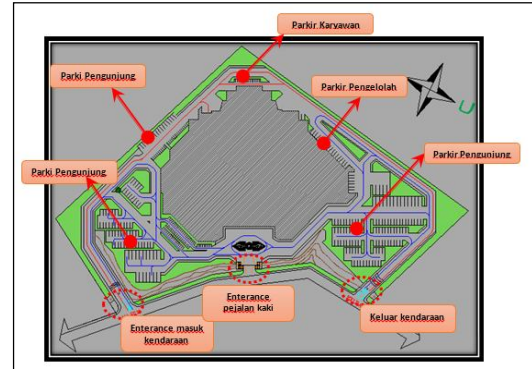 Parkir Karyawan
Parki Pengunjung
Parkir Pengelolah
Parki Pengunjung
Parkir Pengunjung
U
Enterance
pejalan kaki
Enterance masuk
kendaraan
Keluar kendaraan